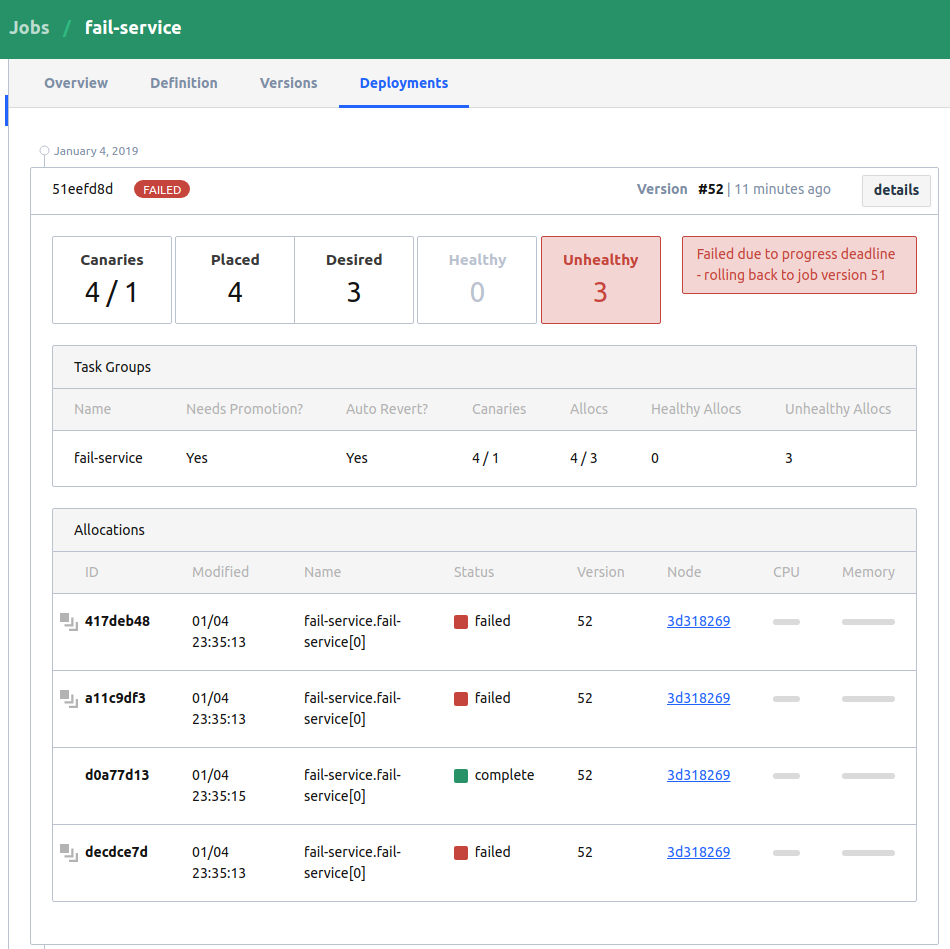 Jobs / fail-service
Overview Definition Versions Deployments
January 4, 2019
51eefd8d FAILED Version #52 | 11 minutes ago details
Canaries Placed Desired Healthy Unhealthy
4 / 1 4 3 0 3
Failed due to progress deadline
- rolling back to job version 51
Task Groups
Name Needs Promotion? Auto Revert? Canaries Allocs Healthy Allocs Unhealthy Allocs
fail-service Yes Yes 4 / 1 4 / 3 0 3
Allocations
ID Modified Name Status Version Node CPU Memory
417deb48 01/04 fail-service.fail- failed 52 3d318269
23:35:13 service[0]
a11c9df3 01/04 fail-service.fail- failed 52 3d318269
23:35:13 service[0]
d0a77d13 01/04 fail-service.fail- complete 52 3d318269
23:35:15 service[0]
decdce7d 01/04 fail-service.fail- failed 52 3d318269
23:35:13 service[0]